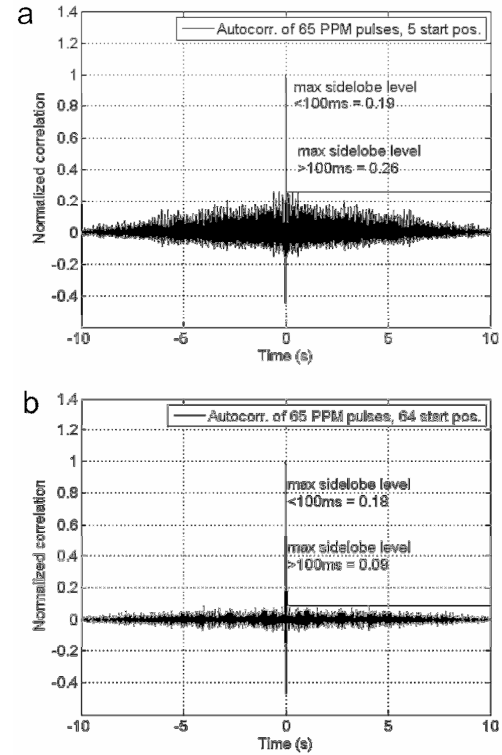 a
1.4
Autocorr. of 65 PPM pulses, 5 start pos.
1.2
1
max sidelobe level
<100ms = 0.19
0.8
0.6
max sidelobe level
>100ms = 0.26
0.4
0.2
0
-0.2
-0.4
Normalized correlation
-10 -5 0 5 10
Time (s)
b
1.4
Autocorr. of 65 PPM pulses, 64 start pos.
1.2
1
max sidelobe level
<100ms = 0.18
0.8
0.6
max sidelobe level
>100ms = 0.09
0.4
0.2
0
-0.2
-0.4
Normalized correlation
-10 -5 0 5 10
Time (s)